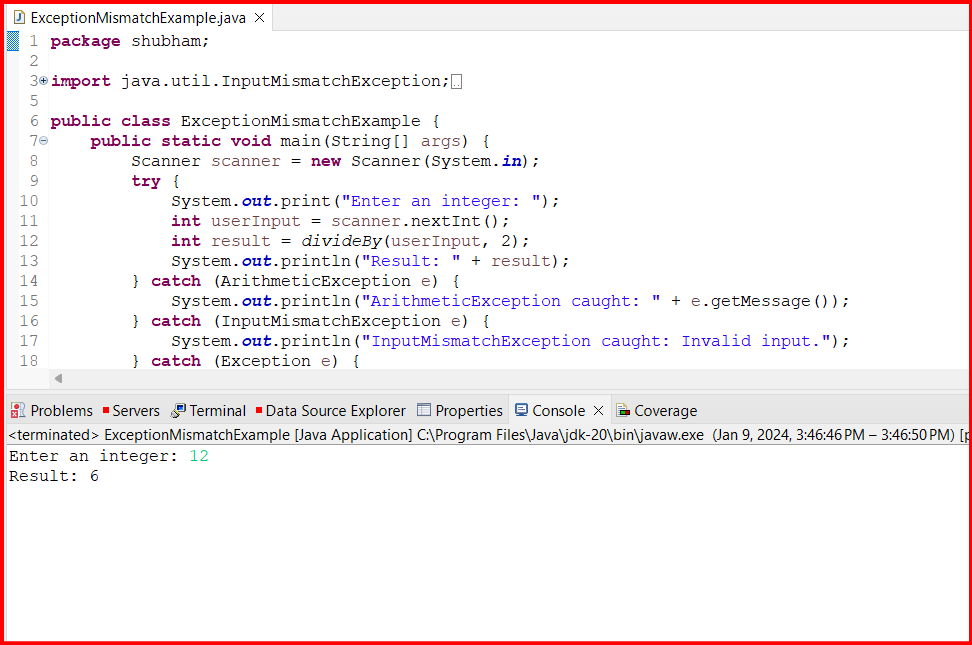 ExceptionMismatchExample.java
1 package shubham;
2
3 import java.util.InputMismatchException;
5
6 public class ExceptionMismatchExample {
7 public static void main(String[] args) {
8 Scanner scanner = new Scanner(System.in);
9 try {
10 System.out.print("Enter an integer: ");
11 int userInput = scanner.nextInt();
12 int result = divideBy(userInput, 2);
13 System.out.println("Result: " + result);
14 } catch (ArithmeticException e) {
15 System.out.println("ArithmeticException caught: " + e.getMessage());
16 } catch (InputMismatchException e) {
17 System.out.println("InputMismatchException caught: Invalid input.");
18 } catch (Exception e) {
Problems Servers Terminal Data Source Explorer Properties Console Coverage
<terminated> ExceptionMismatchExample [Java Application] C:\Program Files\Java\jdk-20\bin\javaw.exe (Jan 9, 2024, 3:46:46 PM – 3:46:50 PM) [p
Enter an integer: 12
Result: 6